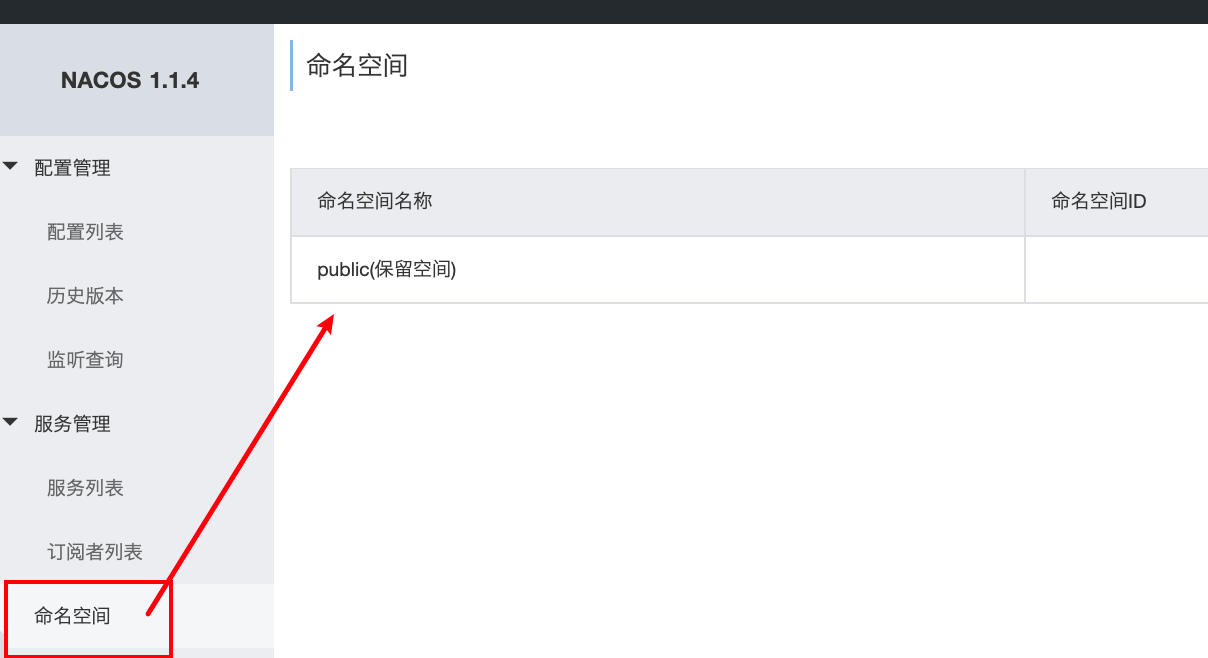 NACOS 1.1.4
配置管理
配置列表
历史版本
监听查询
服务管理
服务列表
订阅者列表
命名空间
命名空间
命名空间名称 命名空间ID
public(保留空间)